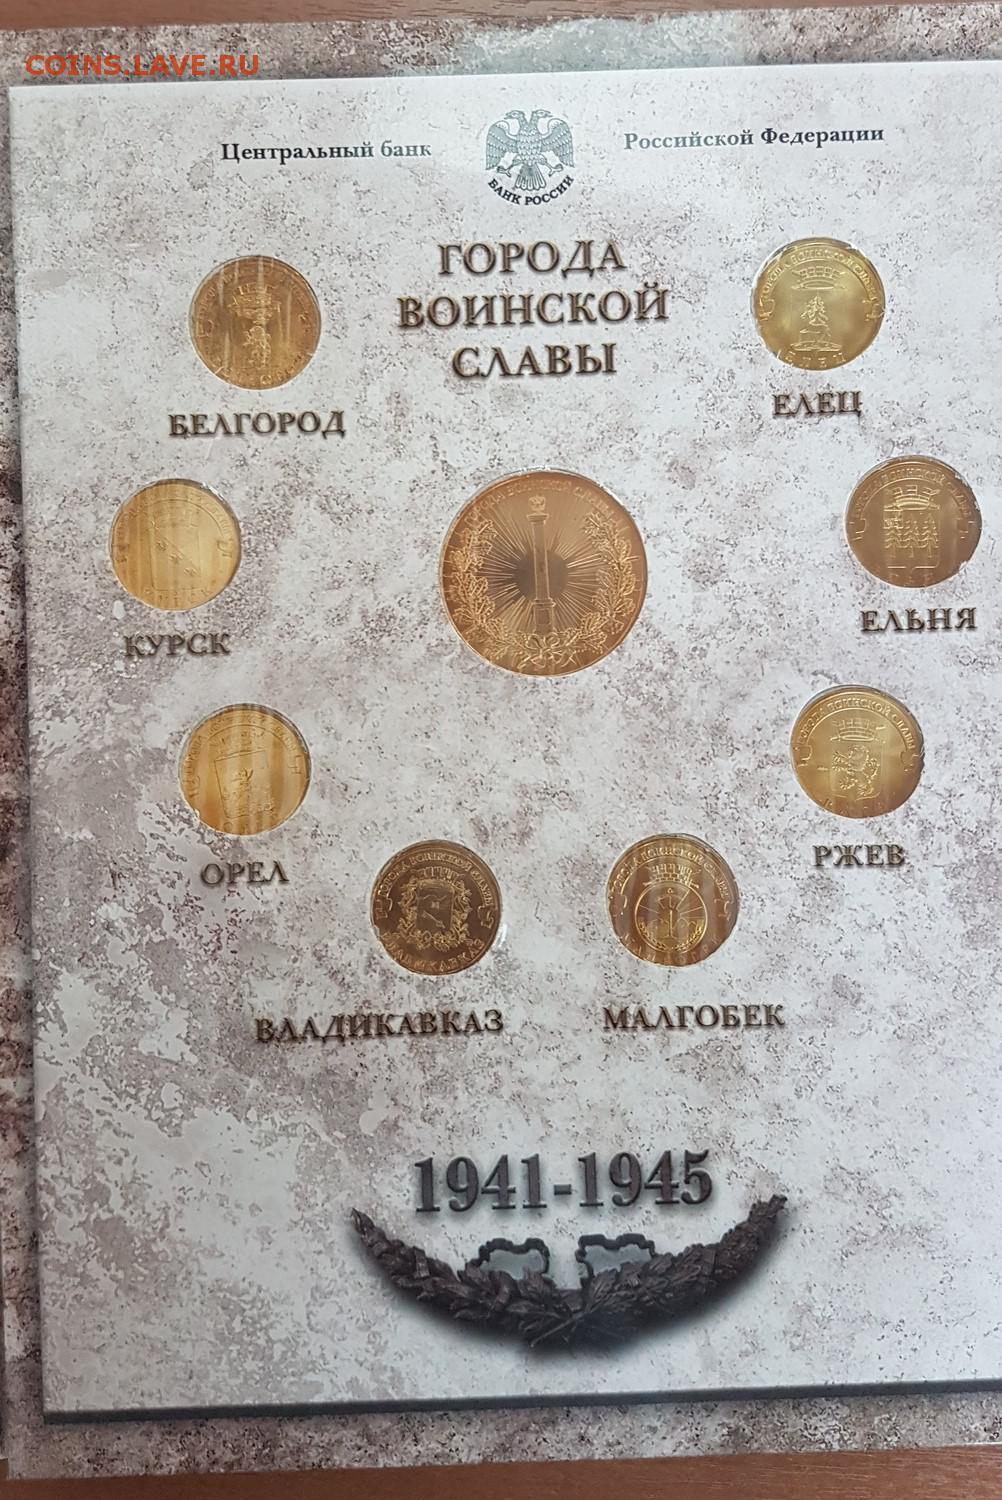 COINS.LAVE.RU
Центральный банк
Российской Федерации
БАНК РОССИИ
ГОРОДА
ВОИНСКОЙ
СЛАВЫ
БЕЛГОРОД
ЕЛЕЦ
КУРСК
ЕЛЬНЯ
ОРЕЛ
РЖЕВ
ВЛАДИКАВКАЗ
МАЛГОБЕК
1941-1945